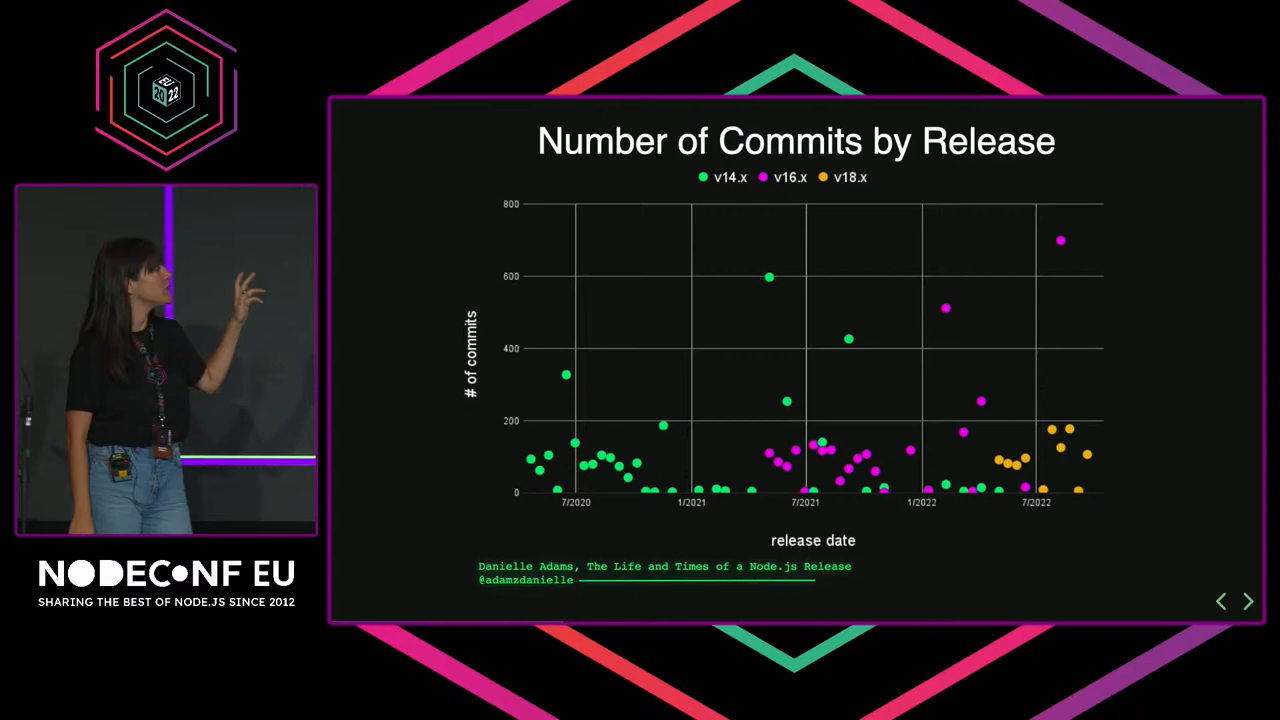 EU
20
22
Number of Commits by Release
v14.x v16.x v18.x
800
600
400
200
0
# of commits
7/2020 1/2021 7/2021 1/2022 7/2022
release date
Danielle Adams, The Life and Times of a Node.js Release
@adamzdanielle
NODECONF EU
SHARING THE BEST OF NODE.JS SINCE 2012